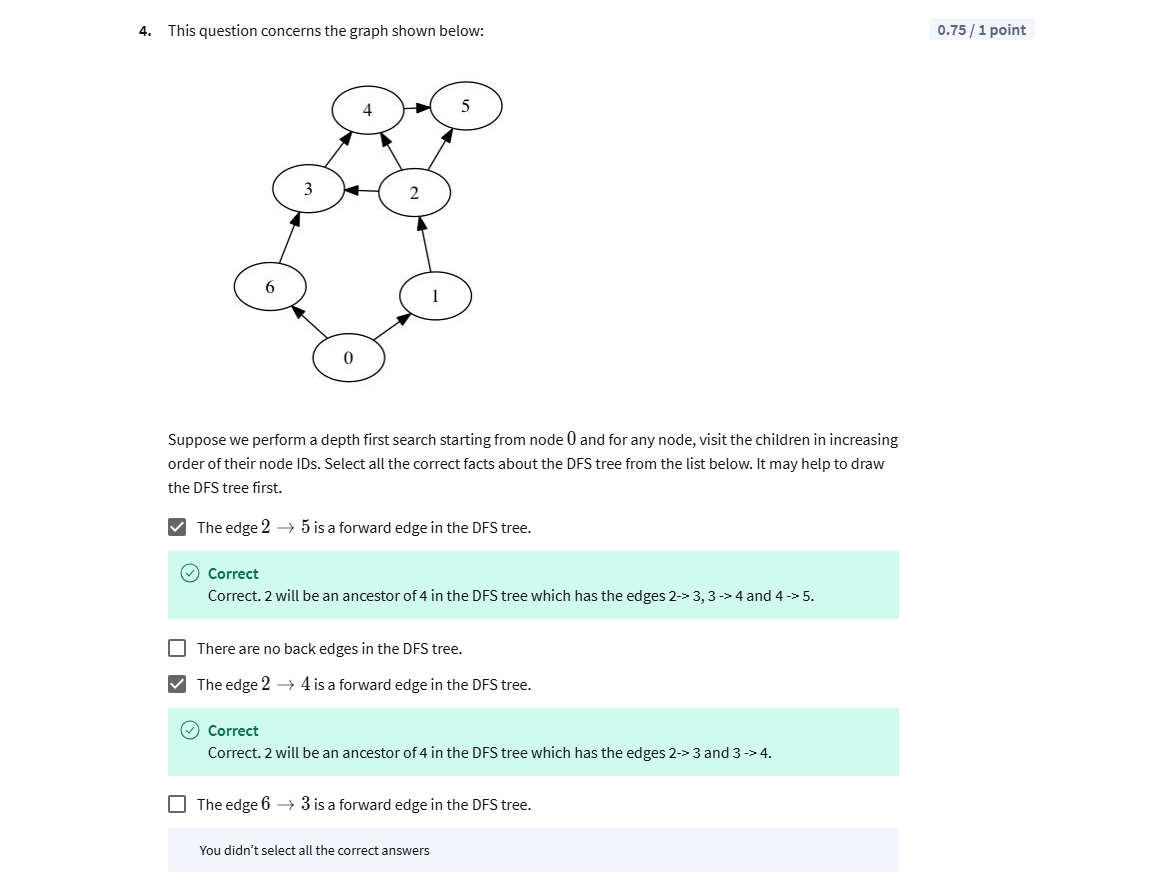 4. This question concerns the graph shown below:
0.75 / 1 point
4
5
3
2
6
1
0
Suppose we perform a depth first search starting from node 0 and for any node, visit the children in increasing
order of their node IDs. Select all the correct facts about the DFS tree from the list below. It may help to draw
the DFS tree first.
The edge 2 → 5 is a forward edge in the DFS tree.
Correct
Correct. 2 will be an ancestor of 4 in the DFS tree which has the edges 2-> 3, 3 -> 4 and 4 -> 5.
There are no back edges in the DFS tree.
The edge 2 → 4 is a forward edge in the DFS tree.
Correct
Correct. 2 will be an ancestor of 4 in the DFS tree which has the edges 2-> 3 and 3 -> 4.
The edge 6 → 3 is a forward edge in the DFS tree.
You didn't select all the correct answers